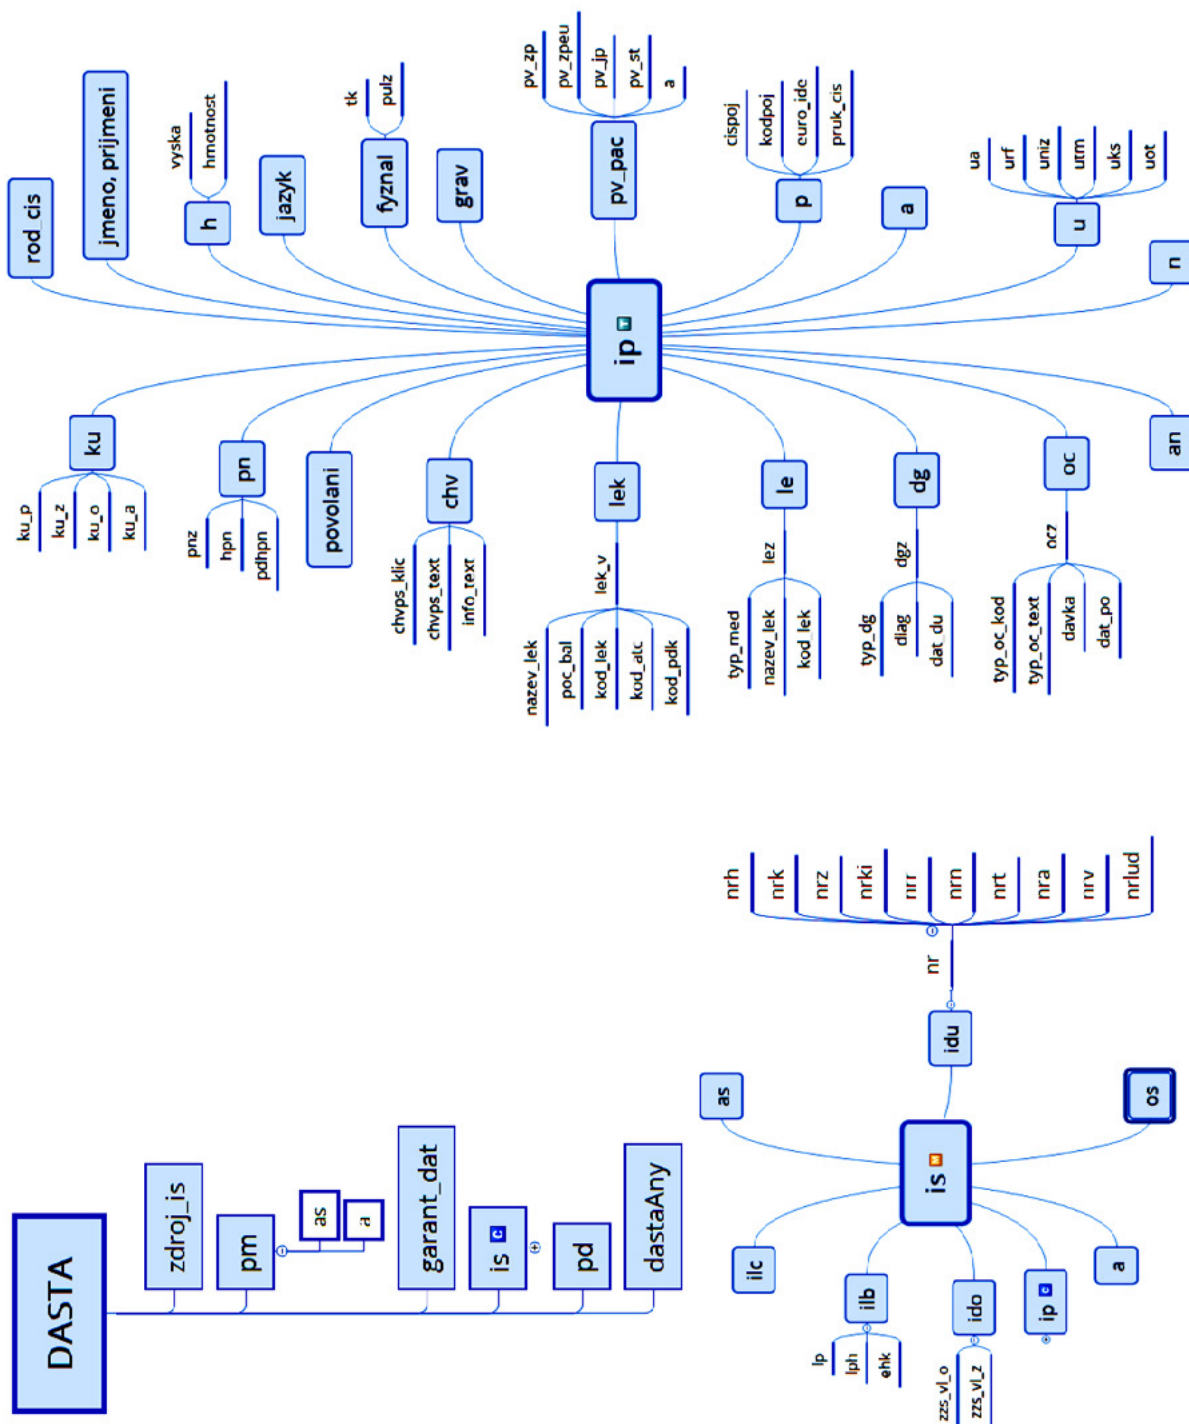 DASTA
zdroj_is
pm
as
a
garant_dat
is
pd
dastaAny
is
ilc
ilb
lp
lph
ehk
ido
zzs_vl_o
zzs_vl_z
ip
a
as
idu
nr
nrh
nrk
nrz
nrki
nrr
nrn
nrt
nra
nrv
nrlud
os
ip
ku
ku_p
ku_z
ku_o
ku_a
pn
pnz
hpn
pdhpn
povolani
chv
chvps_klic
chvps_text
info_text
lek
lek_v
nazev_lek
poc_bal
kod_lek
kod_atc
kod_pdk
le
lez
typ_med
nazev_lek
kod_lek
dg
dgz
typ_dg
diag
dat_du
oc
ocz
typ_oc_kod
typ_oc_text
davka
dat_po
an
rod_cis
jmeno, prijmeni
h
vyska
hmotnost
jazyk
fyznal
tk
pulz
grav
pv_pac
pv_zp
pv_zpeu
pv_jp
pv_st
a
p
cispoj
kodpoj
euro_ide
pruk_cis
a
u
ua
urf
uniz
utm
uks
uot
n